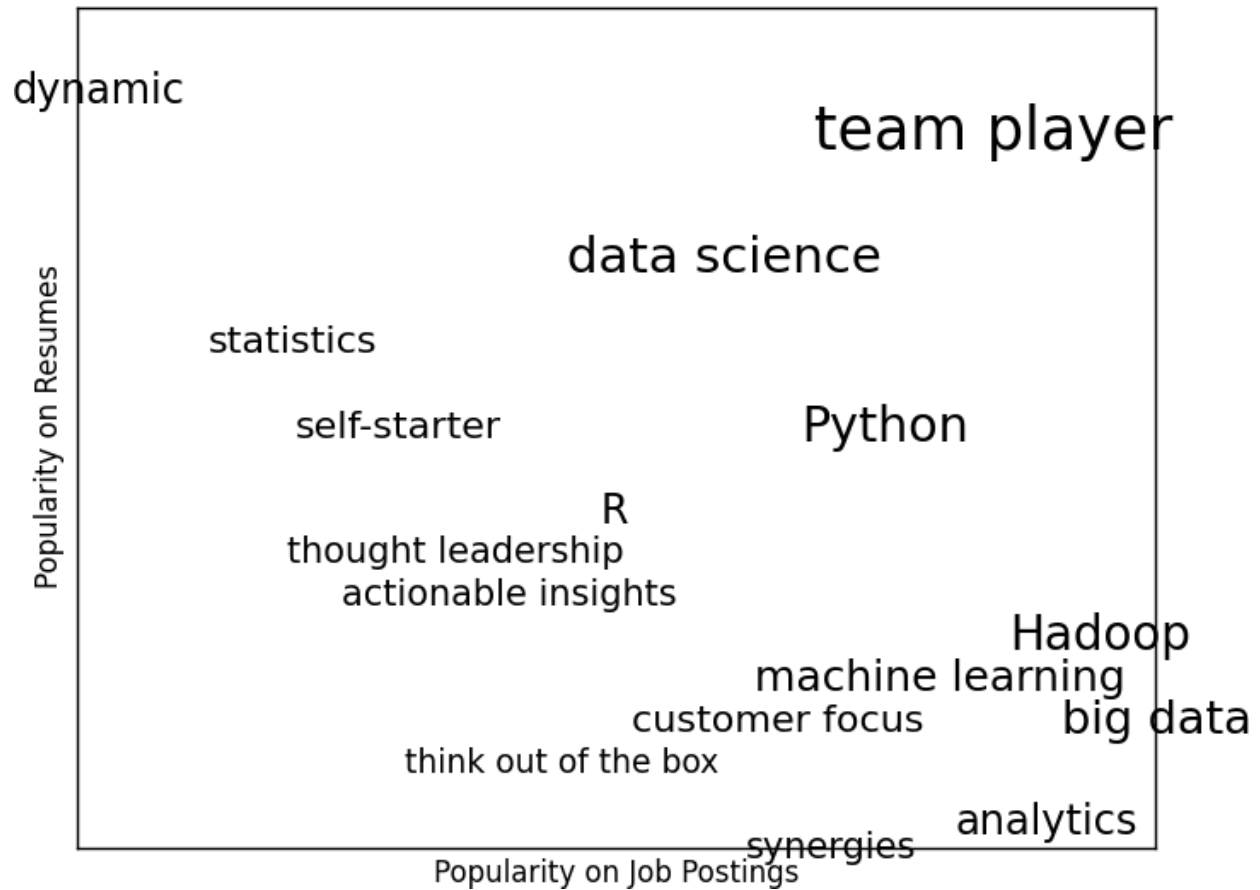 dynamic
team player
data science
statistics
self-starter
Python
R
thought leadership
actionable insights
Hadoop
machine learning
customer focus
big data
think out of the box
analytics
synergies
Popularity on Resumes
Popularity on Job Postings